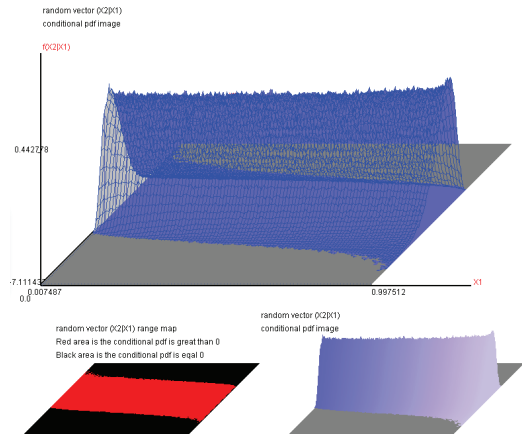 random vector (X2|X1)
conditional pdf image
f(X2|X1)
0.442778
-7.111437
0.007487
0.0
0.997512
X1
random vector (X2|X1) range map
Red area is the conditional pdf is great than 0
Black area is the conditional pdf is eqal 0
random vector (X2|X1)
conditional pdf image